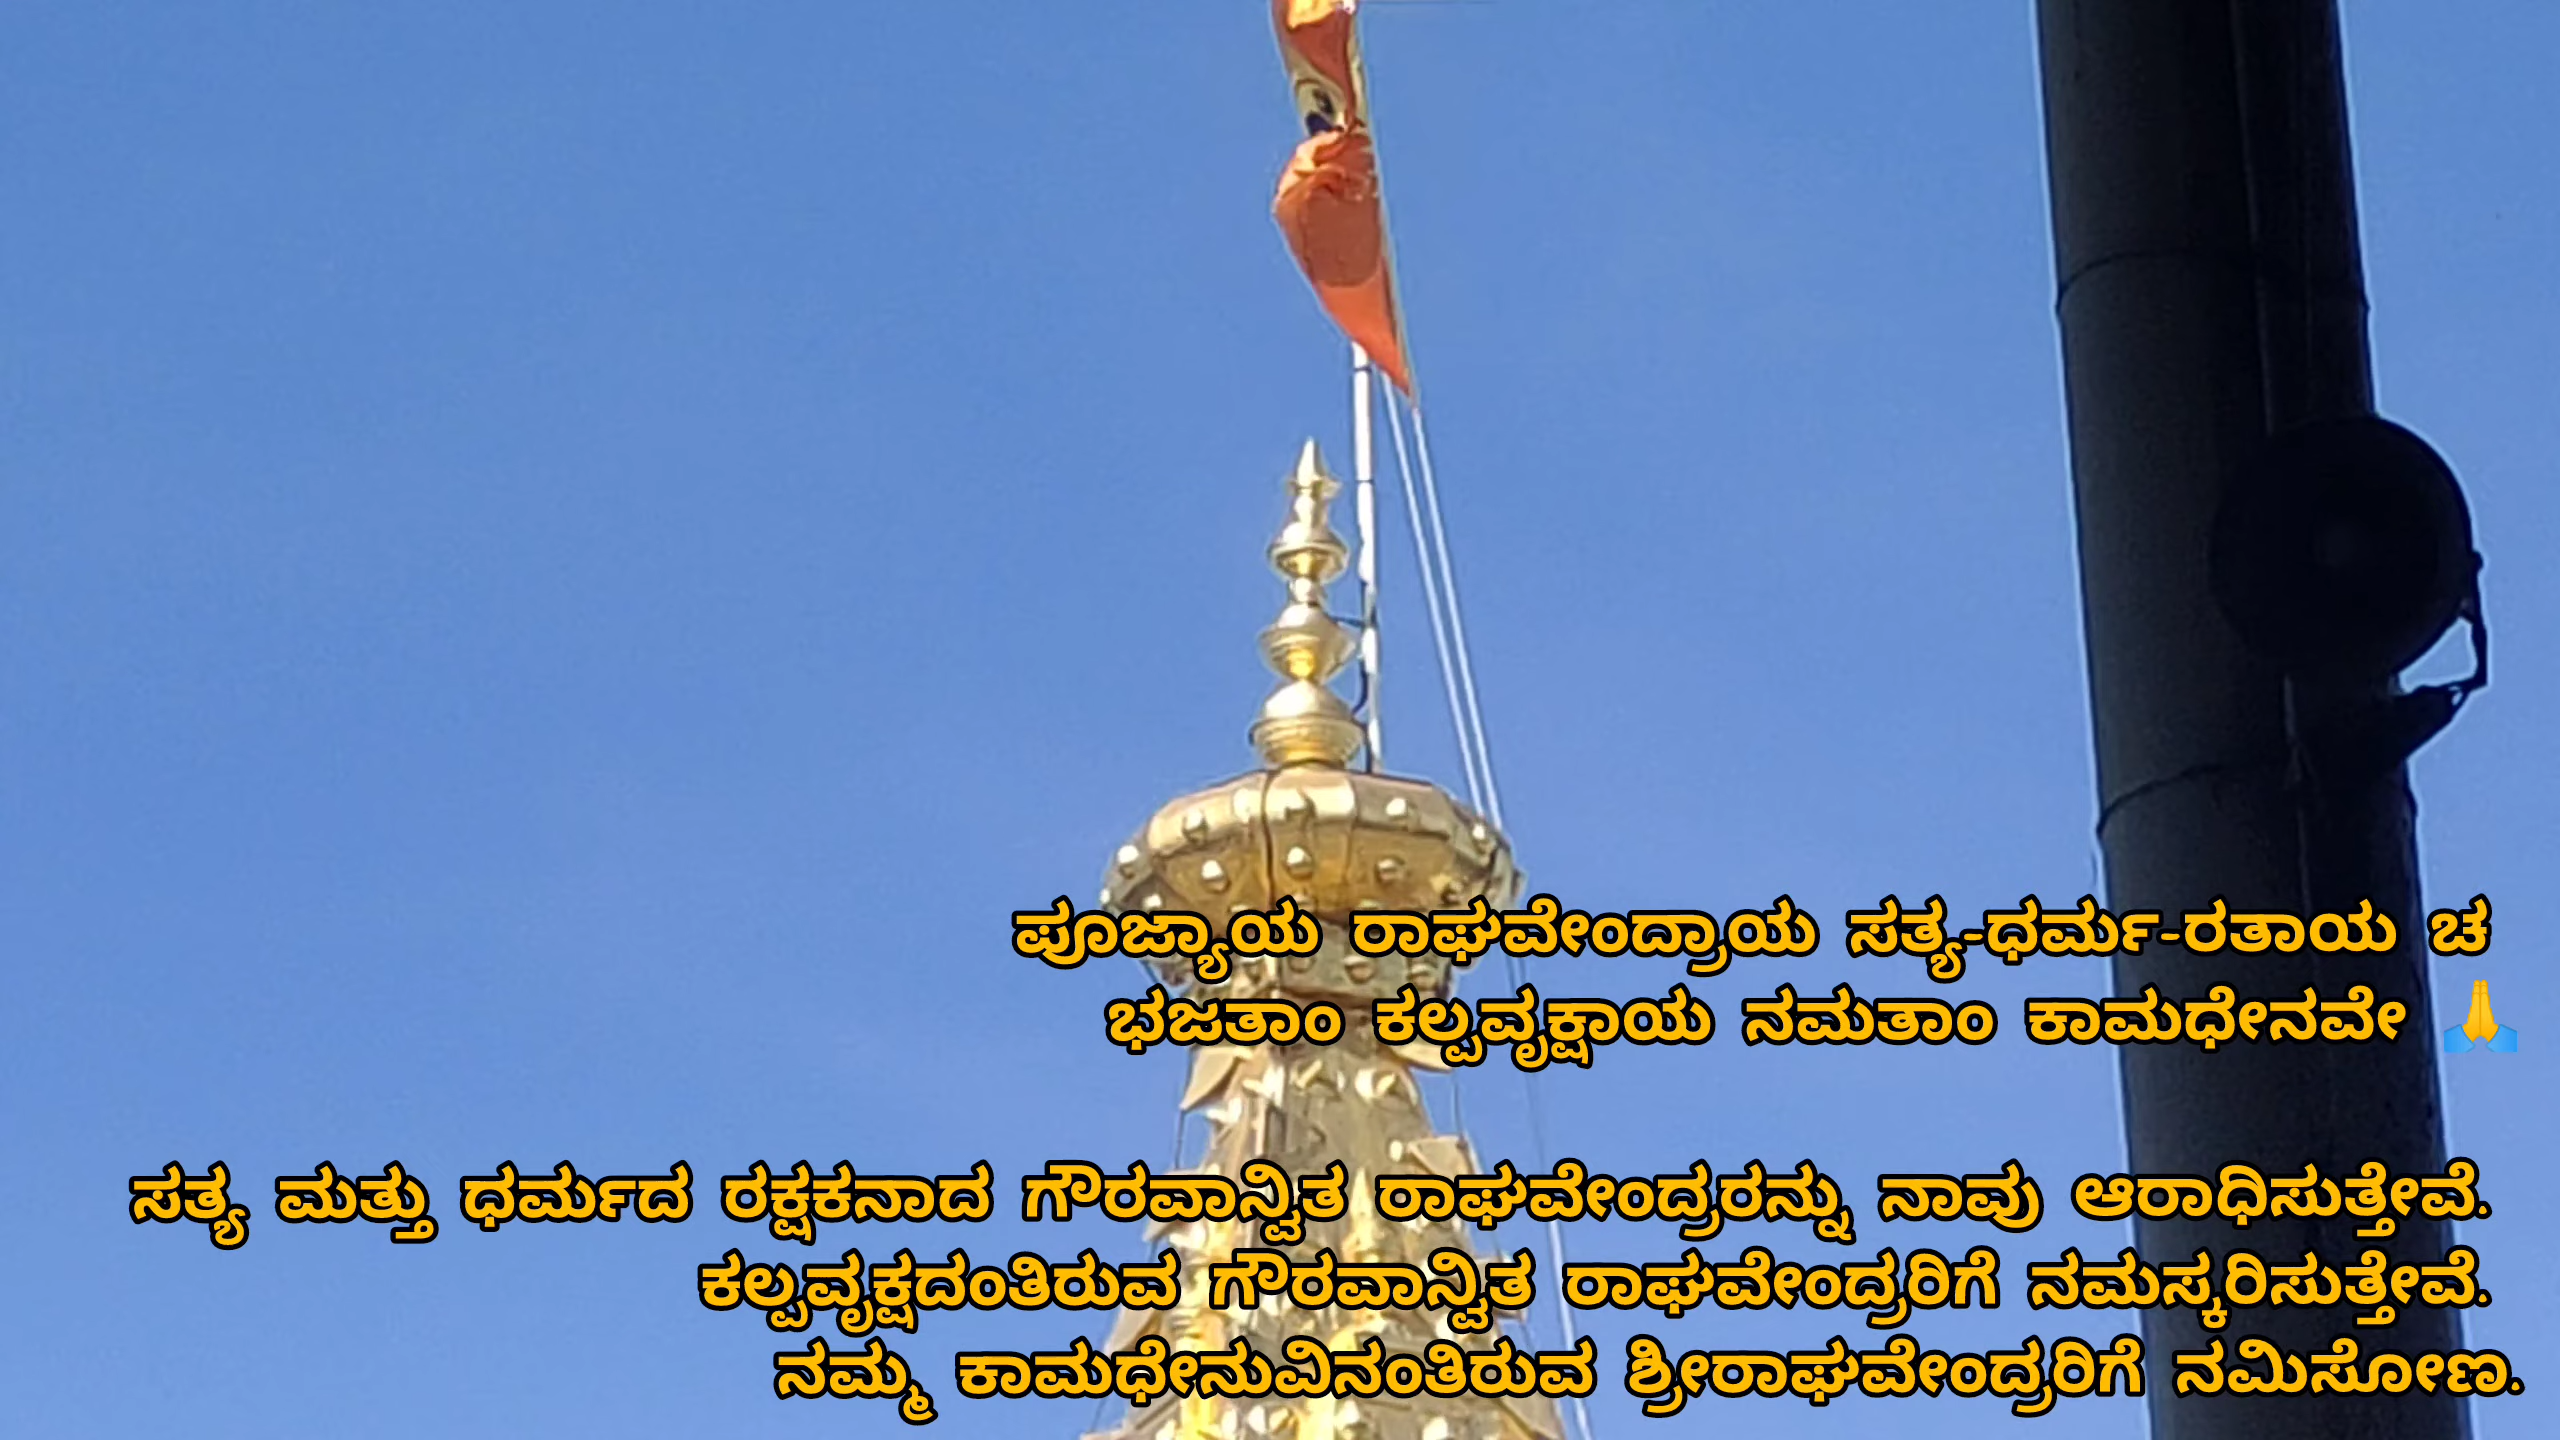 ಪೂಜ್ಯಾಯ ರಾಘವೇಂದ್ರಾಯ ಸತ್ಯ-ಧರ್ಮ-ರತಾಯ ಚ
ಭಜತಾಂ ಕಲ್ಪವೃಕ್ಷಾಯ ನಮತಾಂ ಕಾಮಧೇನವೇ 🙏
ಸತ್ಯ ಮತ್ತು ಧರ್ಮದ ರಕ್ಷಕನಾದ ಗೌರವಾನ್ವಿತ ರಾಘವೇಂದ್ರರನ್ನು ನಾವು ಆರಾಧಿಸುತ್ತೇವೆ.
ಕಲ್ಪವೃಕ್ಷದಂತಿರುವ ಗೌರವಾನ್ವಿತ ರಾಘವೇಂದ್ರರಿಗೆ ನಮಸ್ಕರಿಸುತ್ತೇವೆ.
ನಮ್ಮ ಕಾಮಧೇನುವಿನಂತಿರುವ ಶ್ರೀರಾಘವೇಂದ್ರರಿಗೆ ನಮಿಸೋಣ.